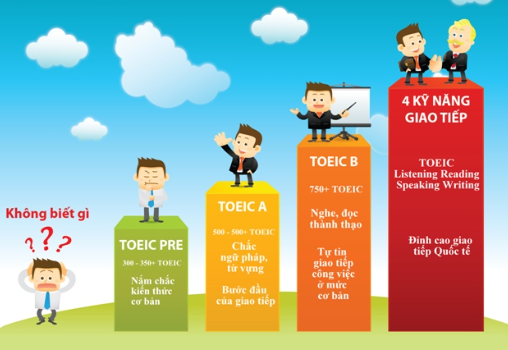 Không biết gì
? ? ?
TOEIC PRE
300 - 350+ TOEIC
Nắm chắc
kiến thức
cơ bản
TOEIC A
500 - 500+ TOEIC
Chắc
ngữ pháp,
từ vựng
Bước đầu
của giao tiếp
TOEIC B
750+ TOEIC
Nghe, đọc
thành thạo
Tự tin
giao tiếp
công việc
ở mức
cơ bản
4 KỸ NĂNG
GIAO TIẾP
TOEIC
Listening Reading
Speaking Writing
Đỉnh cao giao
tiếp Quốc tế